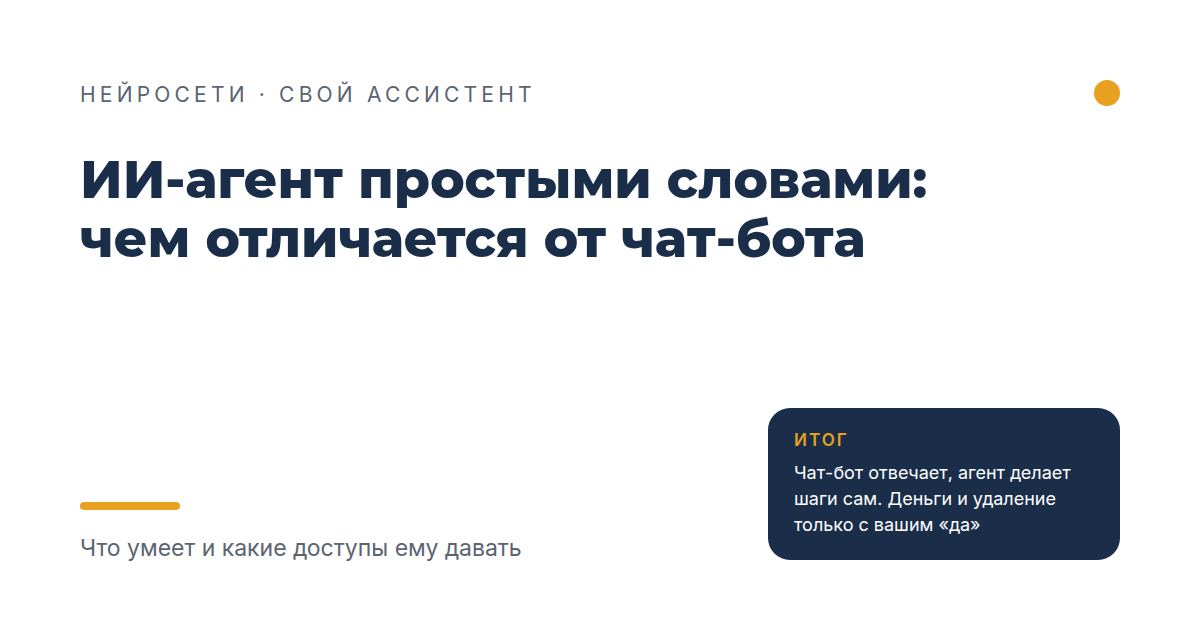 НЕЙРОСЕТИ · СВОЙ АССИСТЕНТ
ИИ-агент простыми словами:
чем отличается от чат-бота
ИТОГ
Чат-бот отвечает, агент делает
шаги сам. Деньги и удаление
только с вашим «да»
Что умеет и какие доступы ему давать